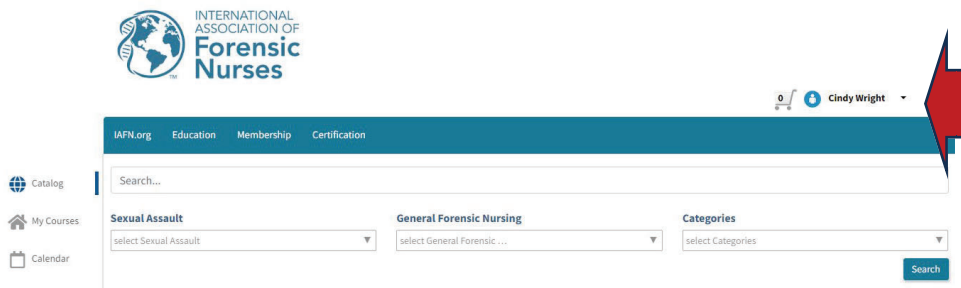 INTERNATIONAL
ASSOCIATION OF
Forensic
Nurses
TM
0 Cindy Wright
IAFN.org Education Membership Certification
Catalog
Search...
My Courses
Sexual Assault General Forensic Nursing Categories
select Sexual Assault select General Forensic ... select Categories
Calendar
Search